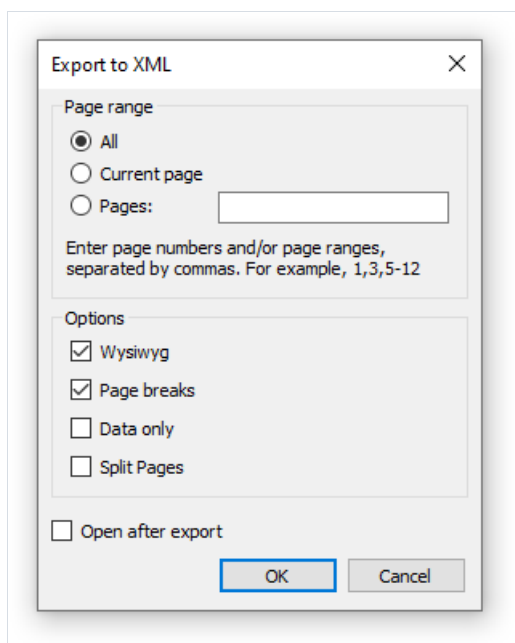 Export to XML
Page range
All
Current page
Pages:
Enter page numbers and/or page ranges,
separated by commas. For example, 1,3,5-12
Options
Wysiwyg
Page breaks
Data only
Split Pages
Open after export
OK Cancel